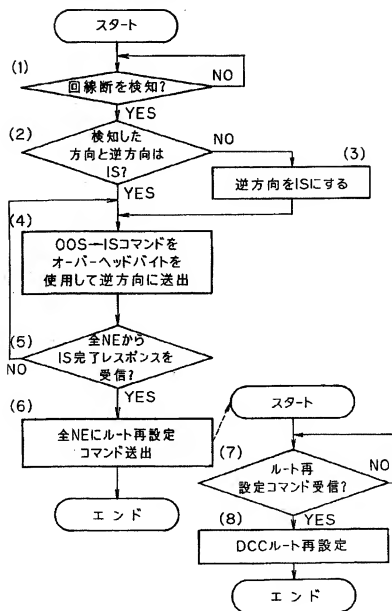 スタート
(1)
回線断を検知?
NO
YES
(2)
検知した
方向と逆方向は
IS?
NO
YES
(3)
逆方向をISにする
(4)
OOS→ISコマンドを
オーバーヘッドバイトを
使用して逆方向に送出
(5)
全NEから
IS完了レスポンスを
受信?
NO
YES
(6)
全NEにルート再設定
コマンド送出
エンド
スタート
(7)
ルート再
設定コマンド受信?
NO
YES
(8)
DCCルート再設定
エンド